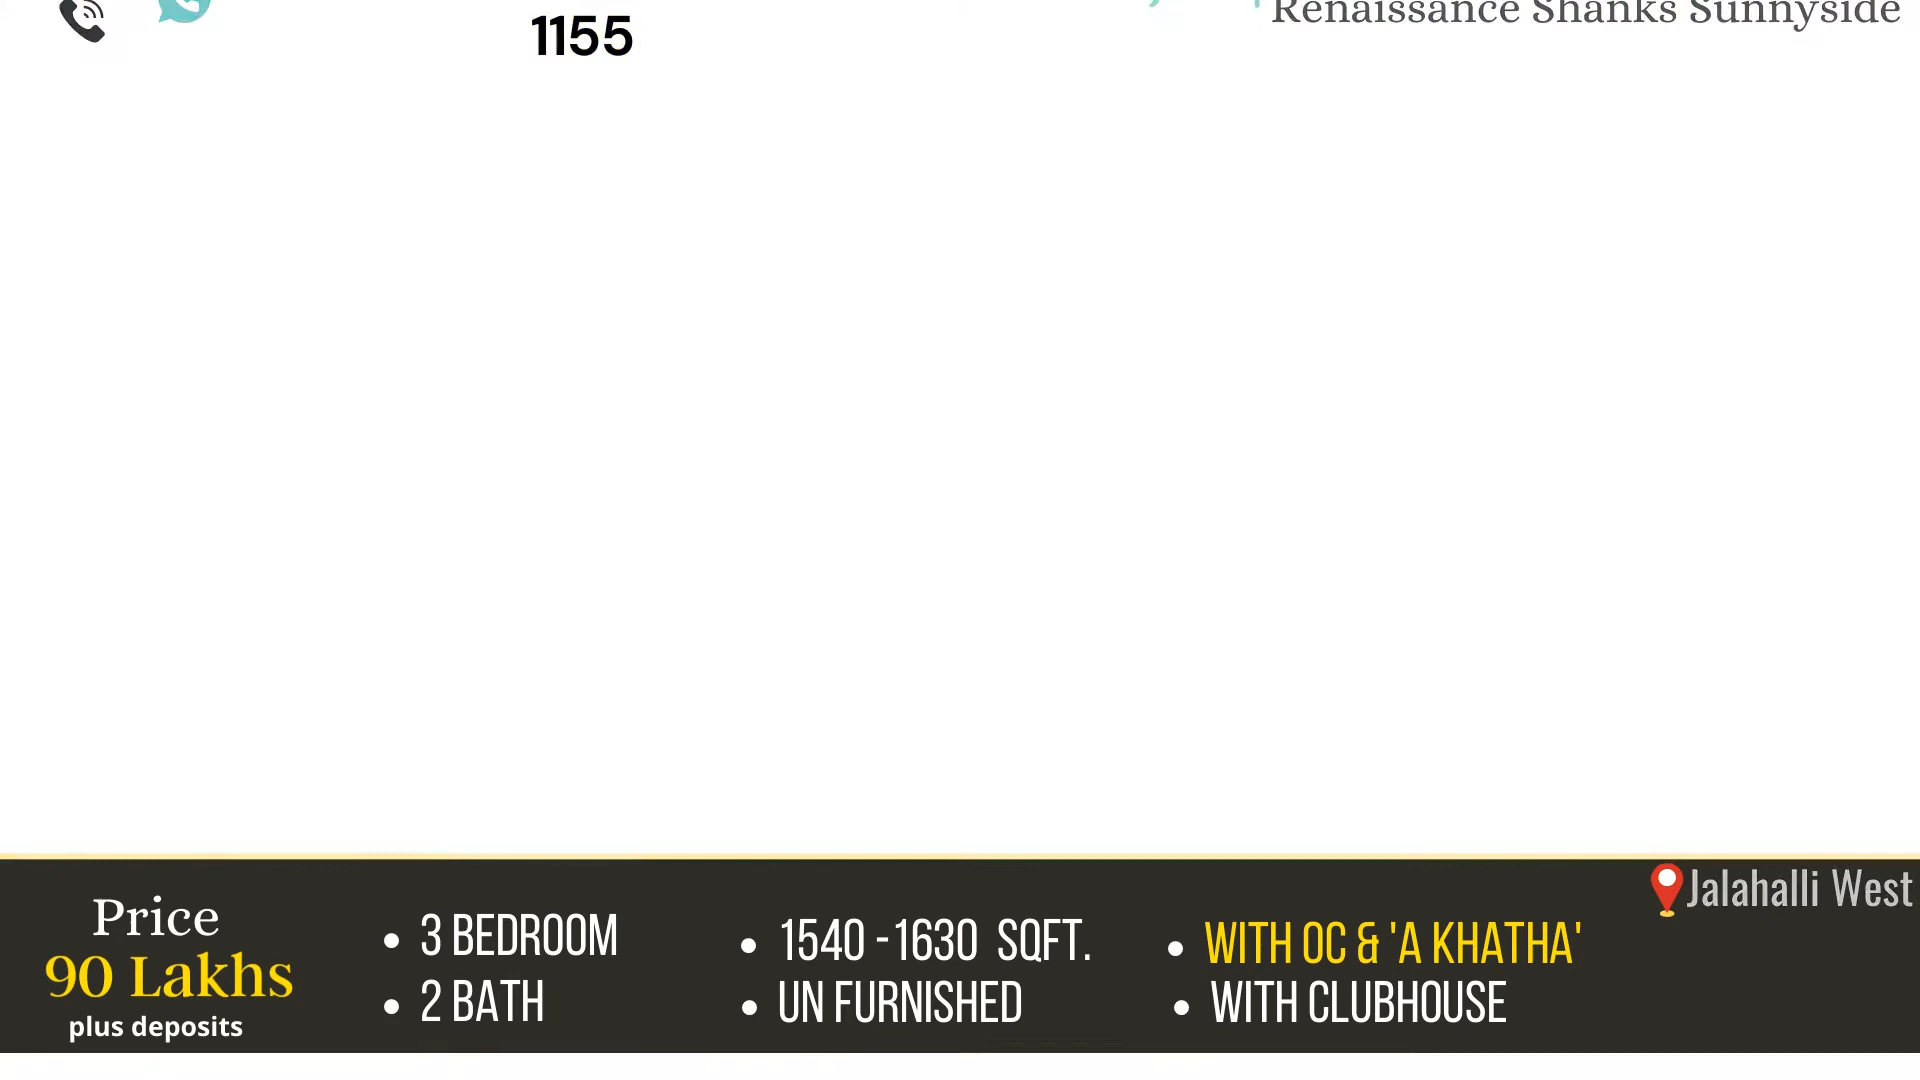 Renaissance Shanks Sunnyside
1155
Jalahalli West
Price
90 Lakhs
plus deposits
• 3 BEDROOM
• 2 BATH
• 1540 -1630 SQFT.
• UN FURNISHED
• WITH OC & 'A KHATHA'
• WITH CLUBHOUSE